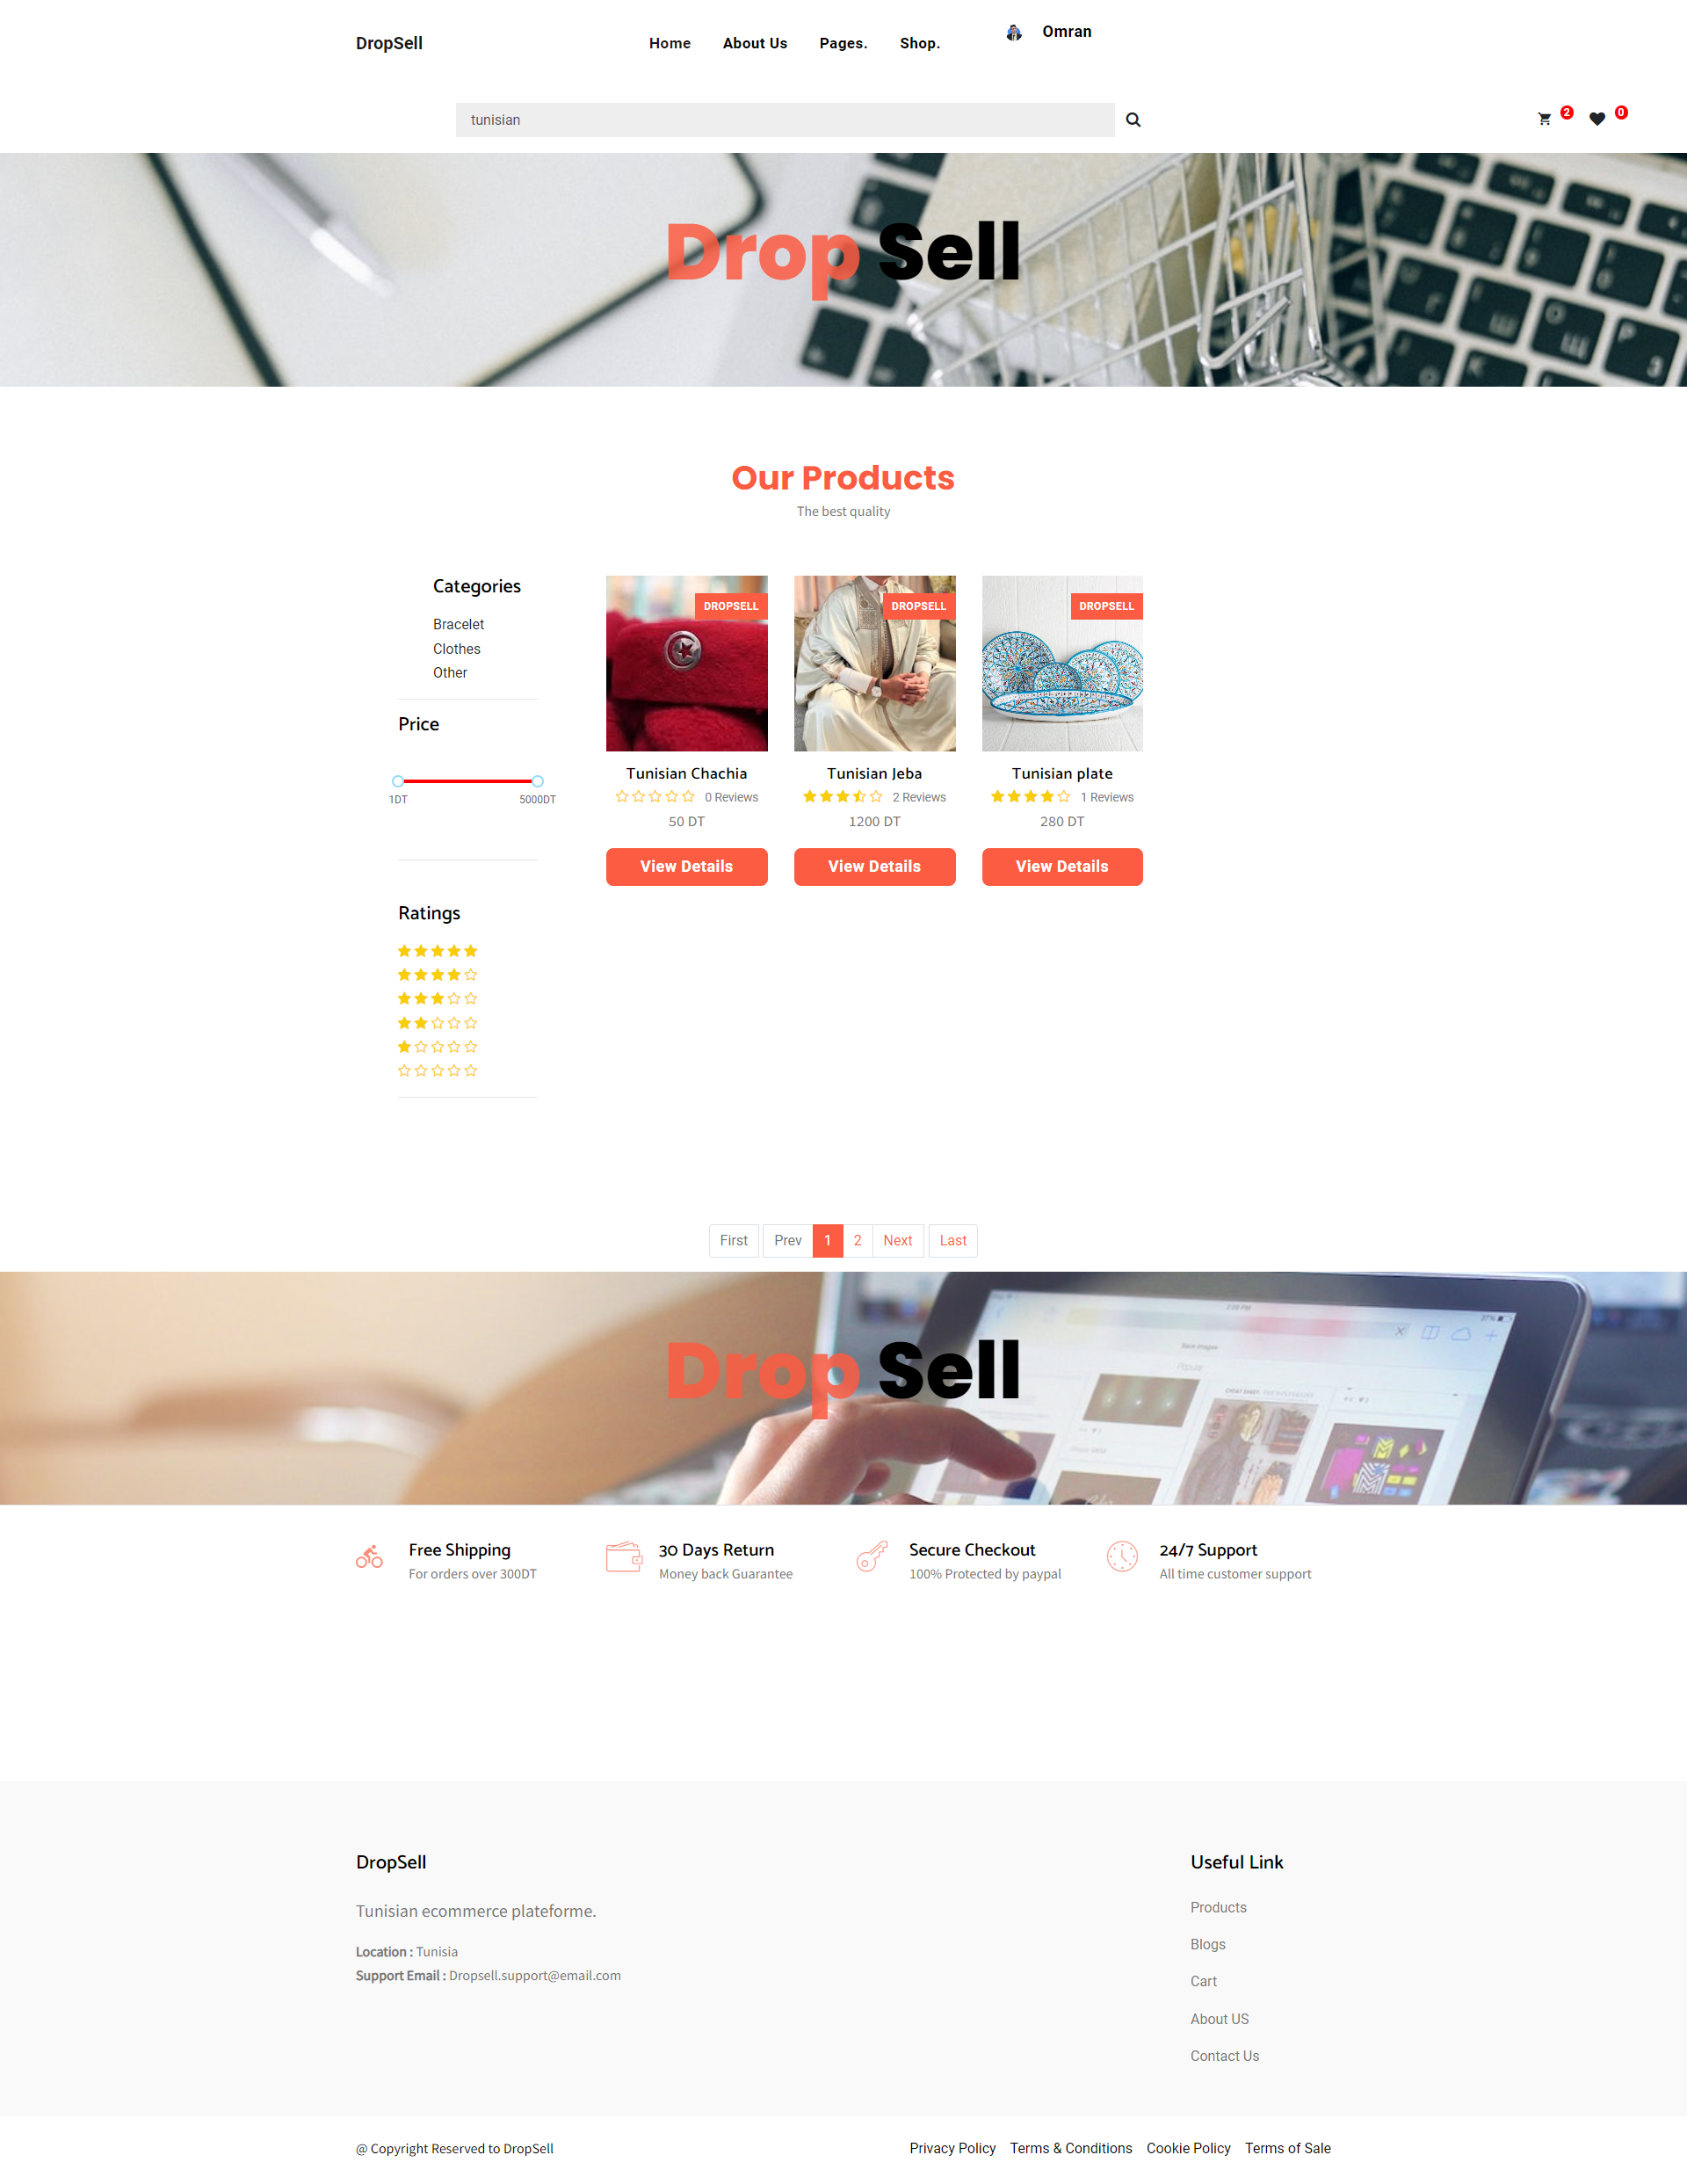 DropSell
Home About Us Pages. Shop.
Omran
tunisian
2 0
Drop Sell
Our Products
The best quality
Categories
Bracelet
Clothes
Other
Price
1DT 5000DT
Ratings
DROPSELL
Tunisian Chachia
0 Reviews
50 DT
View Details
DROPSELL
Tunisian Jeba
2 Reviews
1200 DT
View Details
DROPSELL
Tunisian plate
1 Reviews
280 DT
View Details
First Prev 1 2 Next Last
Drop Sell
2:05 PM
Popular
Free Shipping
For orders over 300DT
30 Days Return
Money back Guarantee
Secure Checkout
100% Protected by paypal
24/7 Support
All time customer support
DropSell
Tunisian ecommerce plateforme.
Location : Tunisia
Support Email : Dropsell.support@email.com
Useful Link
Products
Blogs
Cart
About US
Contact Us
@ Copyright Reserved to DropSell
Privacy Policy Terms & Conditions Cookie Policy Terms of Sale